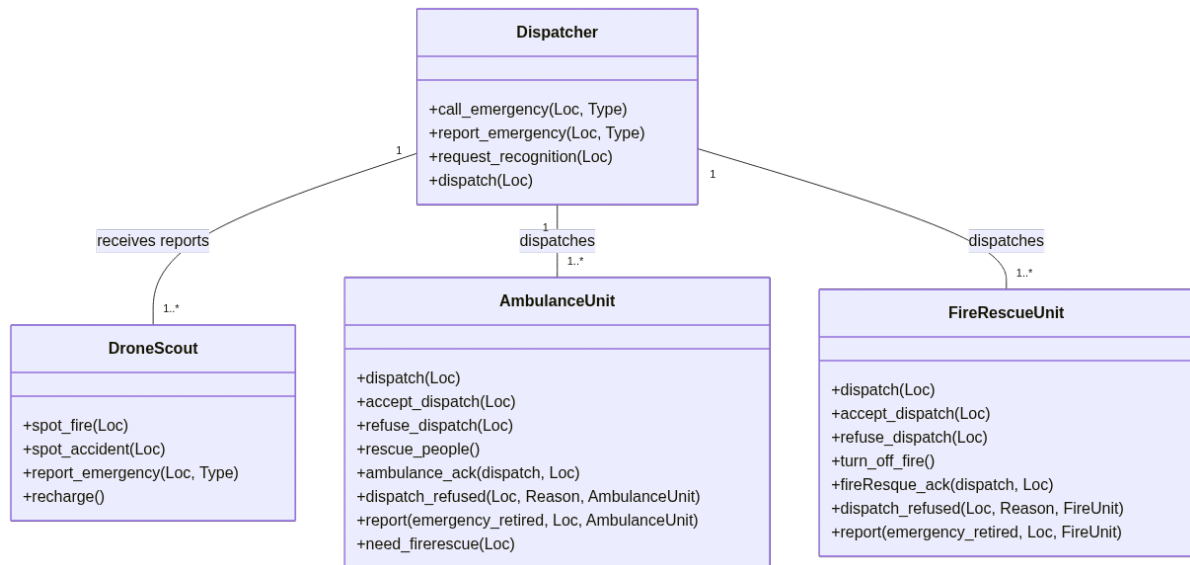 Dispatcher
+call_emergency(Loc, Type)
+report_emergency(Loc, Type)
+request_recognition(Loc)
+dispatch(Loc)
1
1
1
receives reports
dispatches
dispatches
1..*
1..*
1..*
DroneScout
+spot_fire(Loc)
+spot_accident(Loc)
+report_emergency(Loc, Type)
+recharge()
AmbulanceUnit
+dispatch(Loc)
+accept_dispatch(Loc)
+refuse_dispatch(Loc)
+rescue_people()
+ambulance_ack(dispatch, Loc)
+dispatch_refused(Loc, Reason, AmbulanceUnit)
+report(emergency_retired, Loc, AmbulanceUnit)
+need_firerescue(Loc)
FireRescueUnit
+dispatch(Loc)
+accept_dispatch(Loc)
+refuse_dispatch(Loc)
+turn_off_fire()
+fireResque_ack(dispatch, Loc)
+dispatch_refused(Loc, Reason, FireUnit)
+report(emergency_retired, Loc, FireUnit)